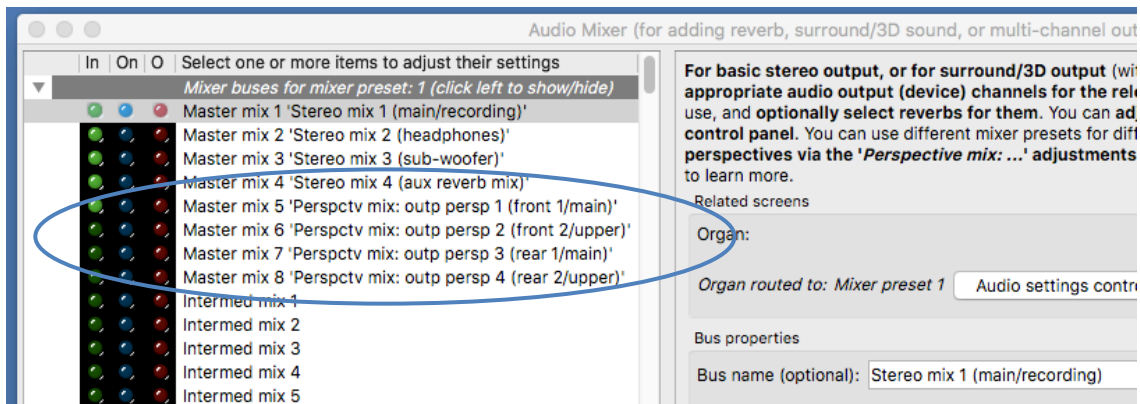 Audio Mixer (for adding reverb, surround/3D sound, or multi-channel out
In On O Select one or more items to adjust their settings
Mixer buses for mixer preset: 1 (click left to show/hide)
Master mix 1 'Stereo mix 1 (main/recording)'
Master mix 2 'Stereo mix 2 (headphones)'
Master mix 3 'Stereo mix 3 (sub-woofer)'
Master mix 4 'Stereo mix 4 (aux reverb mix)'
Master mix 5 'Perspctv mix: outp persp 1 (front 1/main)'
Master mix 6 'Perspctv mix: outp persp 2 (front 2/upper)'
Master mix 7 'Perspctv mix: outp persp 3 (rear 1/main)'
Master mix 8 'Perspctv mix: outp persp 4 (rear 2/upper)'
Intermed mix 1
Intermed mix 2
Intermed mix 3
Intermed mix 4
Intermed mix 5
For basic stereo output, or for surround/3D output (wit
appropriate audio output (device) channels for the rele
use, and optionally select reverbs for them. You can adj
control panel. You can use different mixer presets for diff
perspectives via the 'Perspective mix: ...' adjustments
to learn more.
Related screens
Organ:
Organ routed to: Mixer preset 1 Audio settings contro
Bus properties
Bus name (optional): Stereo mix 1 (main/recording)